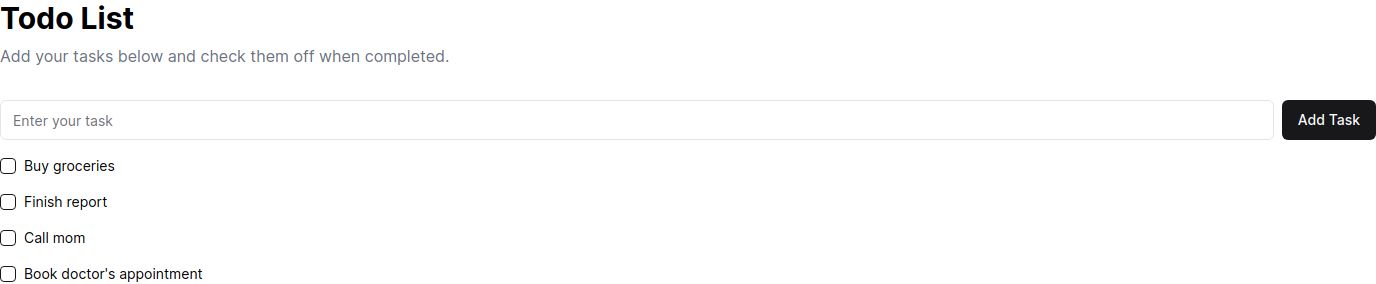 Todo List
Add your tasks below and check them off when completed.
Enter your task
Add Task
Buy groceries
Finish report
Call mom
Book doctor's appointment